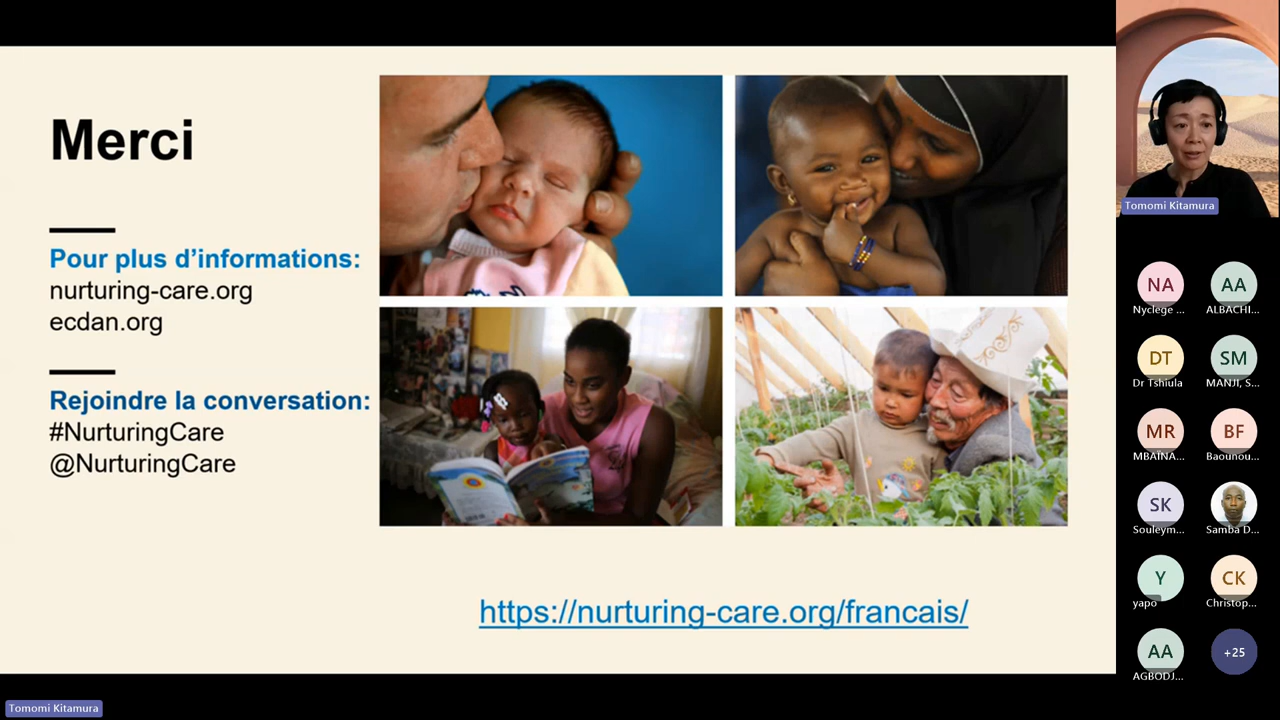 Merci
Pour plus d’informations:
nurturing-care.org
ecdan.org
Rejoindre la conversation:
#NurturingCare
@NurturingCare
https://nurturing-care.org/francais/
Tomomi Kitamura
NA
AA
Nyclege ...
ALBACHI...
DT
SM
Dr Tshiula
MANJI, S...
MR
BF
MBAÏNA...
Baounou...
SK
Souleym...
Samba D...
Y
CK
yapo
Christop...
AA
+25
AGBODJ...
Tomomi Kitamura